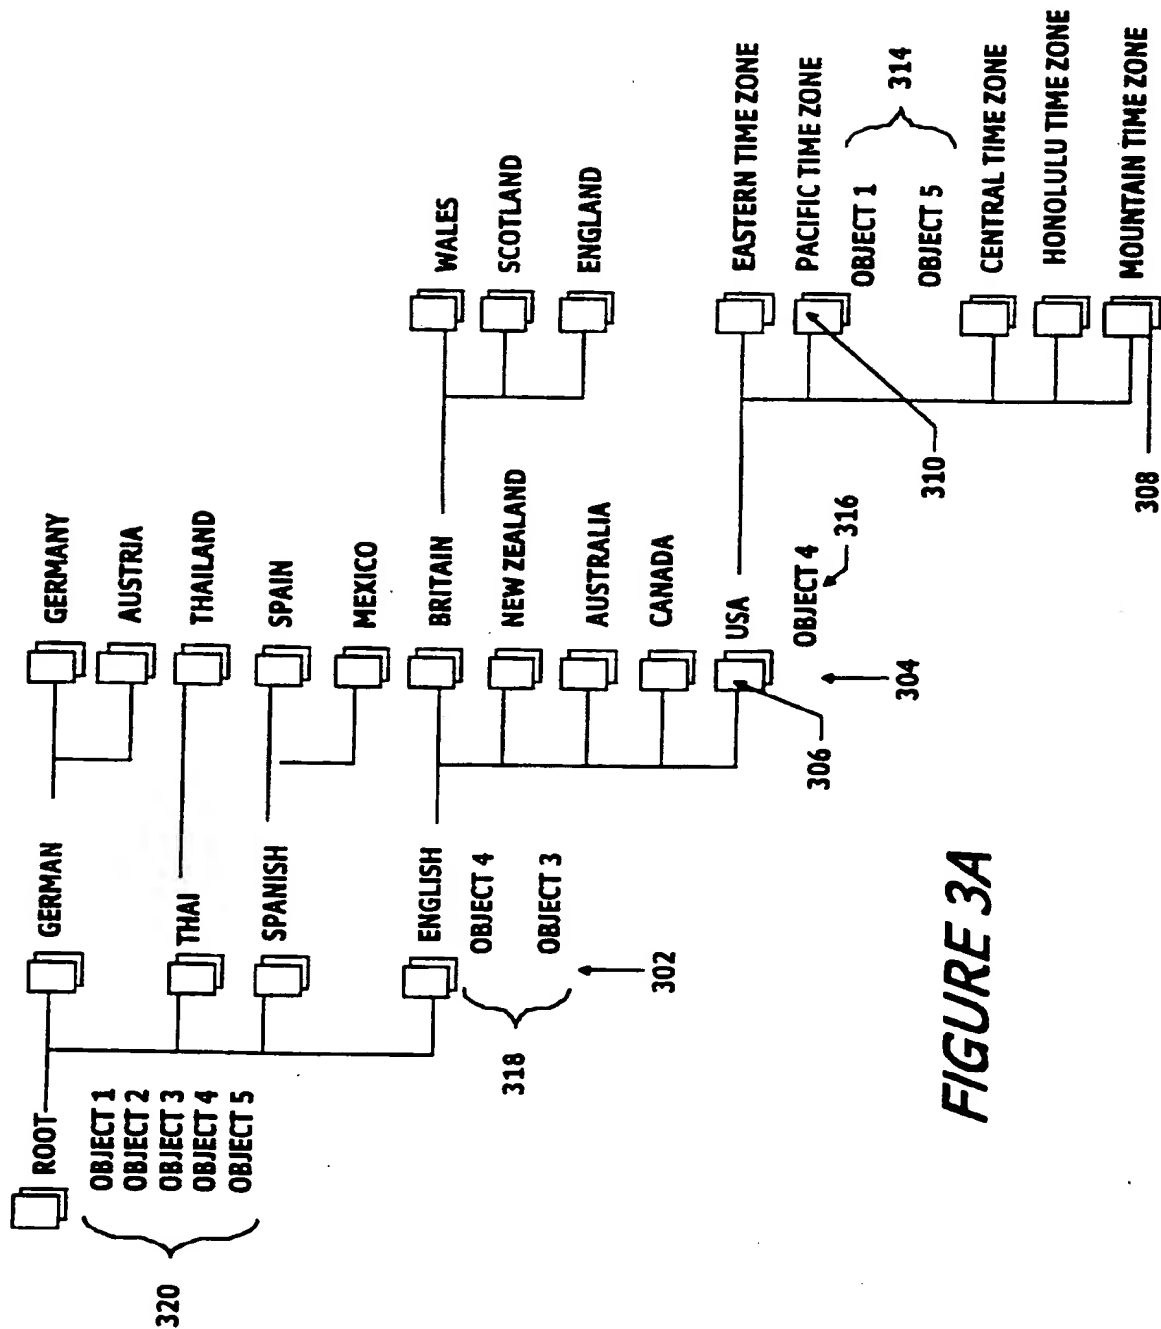 ROOT
OBJECT 1
OBJECT 2
OBJECT 3
OBJECT 4
OBJECT 5
320
GERMAN
THAI
SPANISH
ENGLISH
OBJECT 4
OBJECT 3
318
302
GERMANY
AUSTRIA
THAILAND
SPAIN
MEXICO
BRITAIN
NEW ZEALAND
AUSTRALIA
CANADA
USA
OBJECT 4
316
306
304
WALES
SCOTLAND
ENGLAND
EASTERN TIME ZONE
PACIFIC TIME ZONE
OBJECT 1
OBJECT 5
314
CENTRAL TIME ZONE
HONOLULU TIME ZONE
MOUNTAIN TIME ZONE
310
308
FIGURE 3A